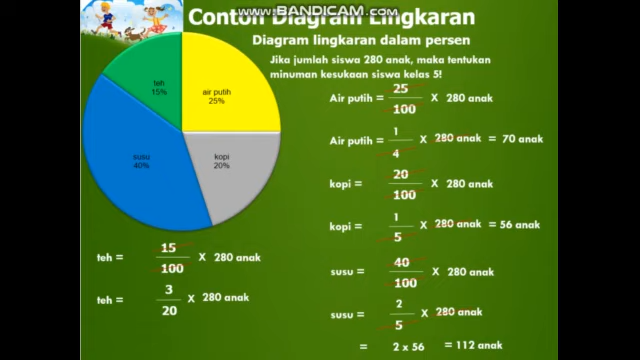 www.BANDICAM.com
Contoh Diagram Lingkaran
Diagram lingkaran dalam persen
Jika jumlah siswa 280 anak, maka tentukan
minuman kesukaan siswa kelas 5!
teh
15%
air putih
25%
susu
40%
kopi
20%
Air putih = 25/100 X 280 anak
Air putih = 1/4 X 280 anak = 70 anak
kopi = 20/100 X 280 anak
kopi = 1/5 X 280 anak = 56 anak
susu = 40/100 X 280 anak
susu = 2/5 X 280 anak
= 2 x 56 = 112 anak
teh = 15/100 X 280 anak
teh = 3/20 X 280 anak